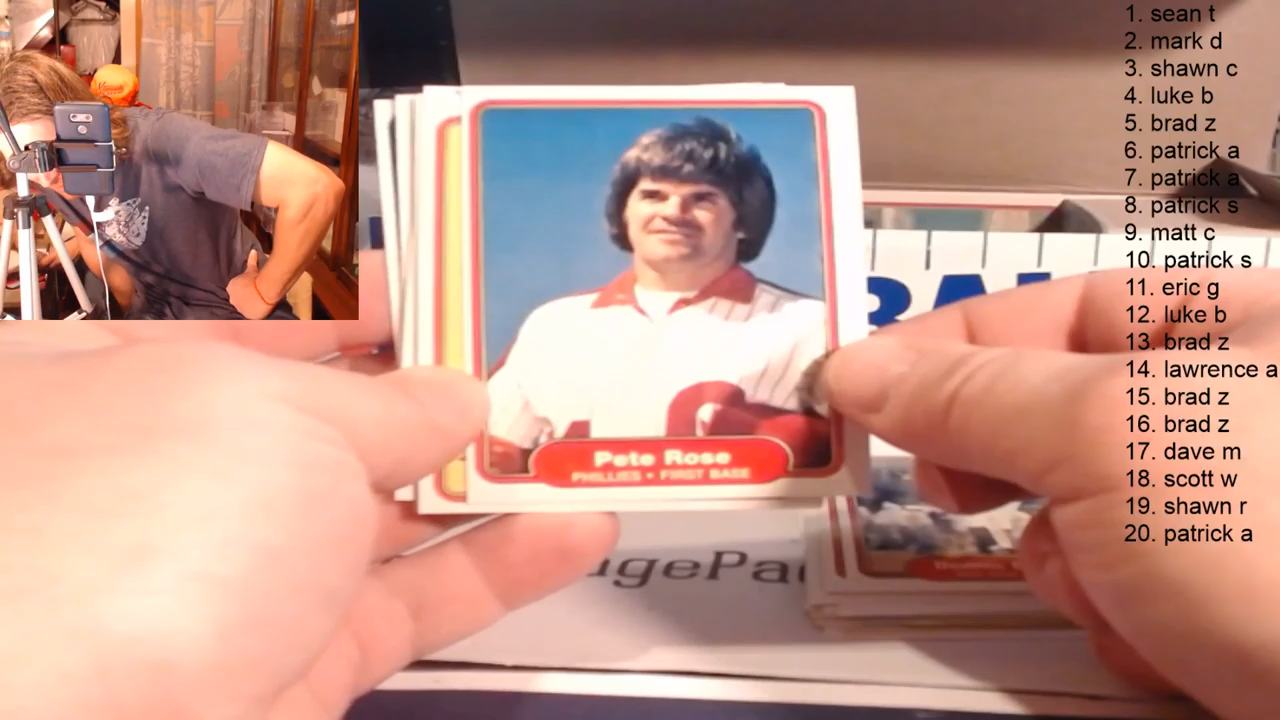 1. sean t
2. mark d
3. shawn c
4. luke b
5. brad z
6. patrick a
7. patrick a
8. patrick s
9. matt c
10. patrick s
11. eric g
12. luke b
13. brad z
14. lawrence a
15. brad z
16. brad z
17. dave m
18. scott w
19. shawn r
20. patrick a
Pete Rose
PHILLIES • FIRST BASE